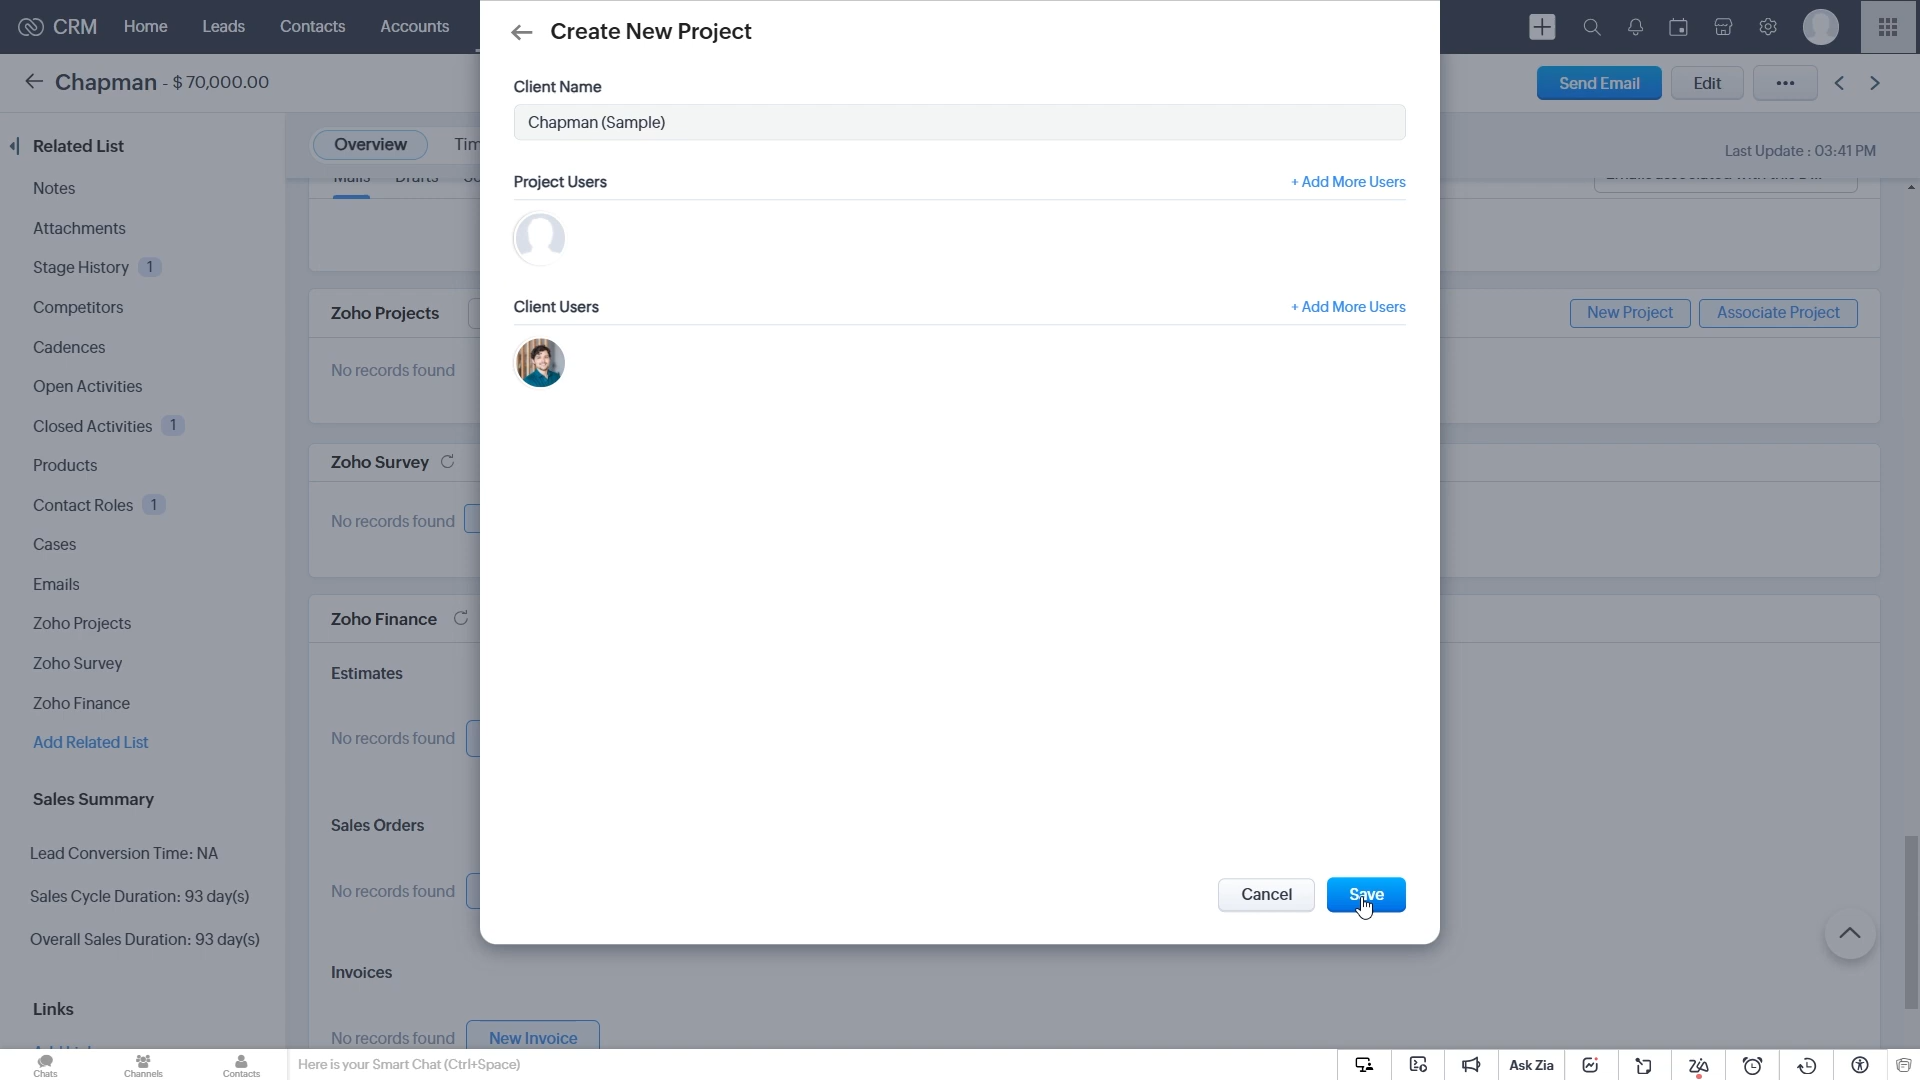 CRM
Home
Leads
Contacts
Accounts
Chapman - $ 70,000.00
Send Email
Edit
Related List
Notes
Attachments
Stage History 1
Competitors
Cadences
Open Activities
Closed Activities 1
Products
Contact Roles 1
Cases
Emails
Zoho Projects
Zoho Survey
Zoho Finance
Add Related List
Sales Summary
Lead Conversion Time: NA
Sales Cycle Duration: 93 day(s)
Overall Sales Duration: 93 day(s)
Links
Overview
Tim
Last Update : 03:41 PM
Mails
Drafts
Zoho Projects
New Project
Associate Project
No records found
Zoho Survey
No records found
Zoho Finance
Estimates
No records found
Sales Orders
No records found
Invoices
No records found
New Invoice
Create New Project
Client Name
Chapman (Sample)
Project Users
+ Add More Users
Client Users
+ Add More Users
Cancel
Save
Chats
Channels
Contacts
Here is your Smart Chat (Ctrl+Space)
Ask Zia